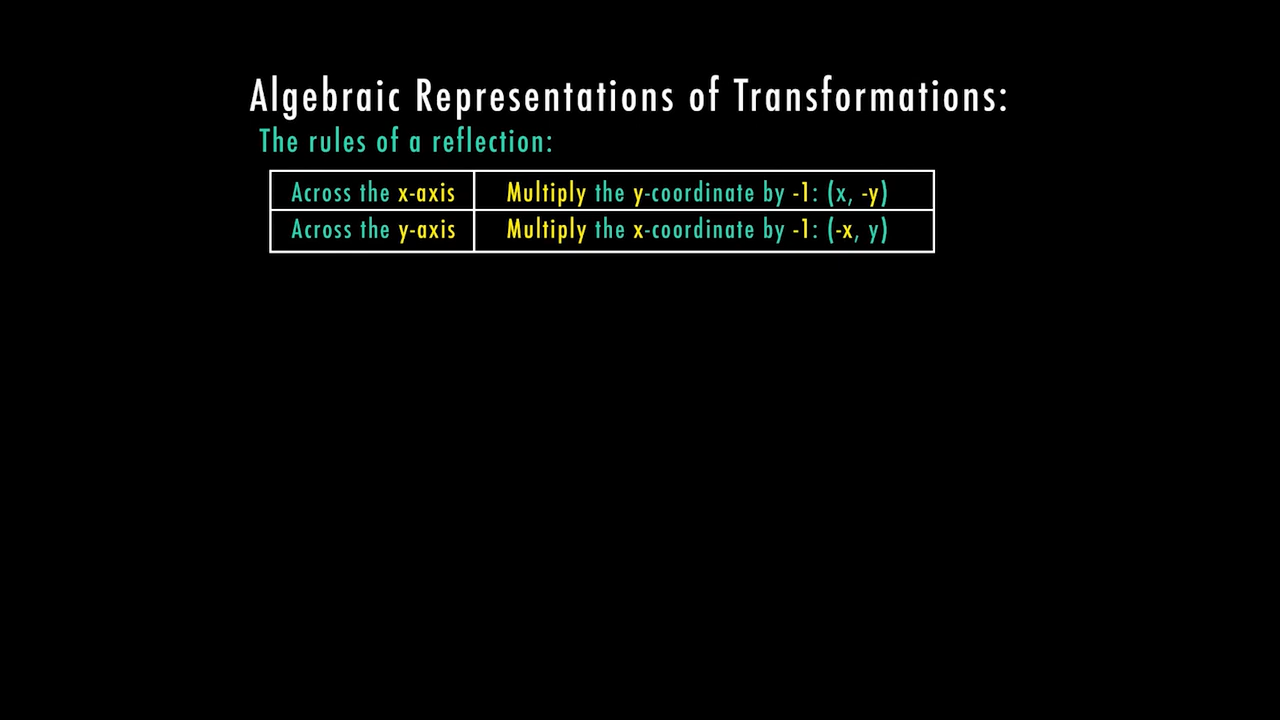 Algebraic Representations of Transformations:
The rules of a reflection:
Across the x-axis Multiply the y-coordinate by -1: (x, -y)
Across the y-axis Multiply the x-coordinate by -1: (-x, y)